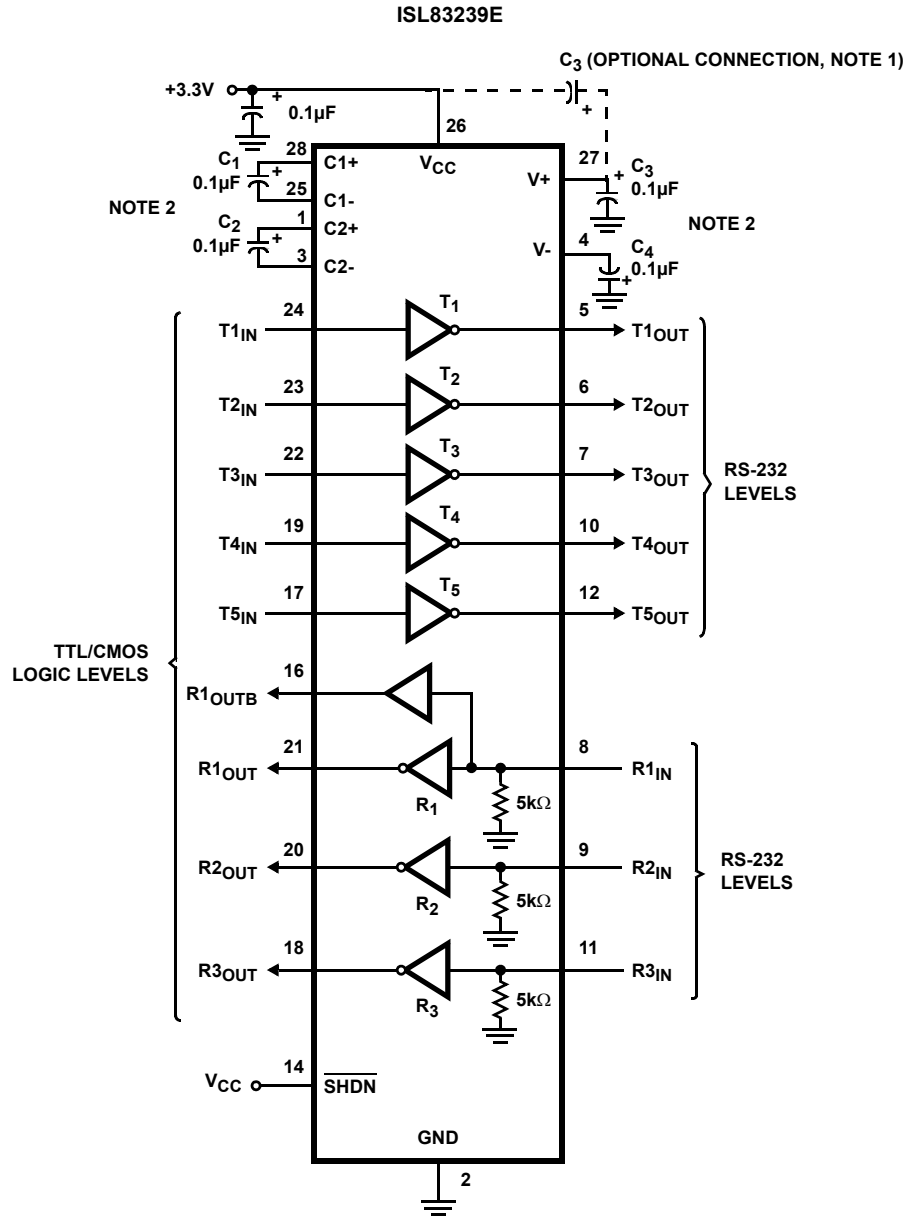 ISL83239E
C3 (OPTIONAL CONNECTION, NOTE 1)
+3.3V
+
0.1µF
+
26
VCC
28
C1+
C1
0.1µF
+
25
C1-
NOTE 2
1
C2+
C2
0.1µF
+
3
C2-
27
V+
+
C3
0.1µF
NOTE 2
4
V-
C4
0.1µF
+
T1IN
24
T1
5
T1OUT
T2IN
23
T2
6
T2OUT
T3IN
22
T3
7
T3OUT
RS-232
LEVELS
T4IN
19
T4
10
T4OUT
T5IN
17
T5
12
T5OUT
TTL/CMOS
LOGIC LEVELS
R1OUTB
16
R1OUT
21
R1
8
R1IN
5kΩ
R2OUT
20
R2
9
R2IN
5kΩ
RS-232
LEVELS
R3OUT
18
R3
11
R3IN
5kΩ
VCC
14
SHDN
GND
2